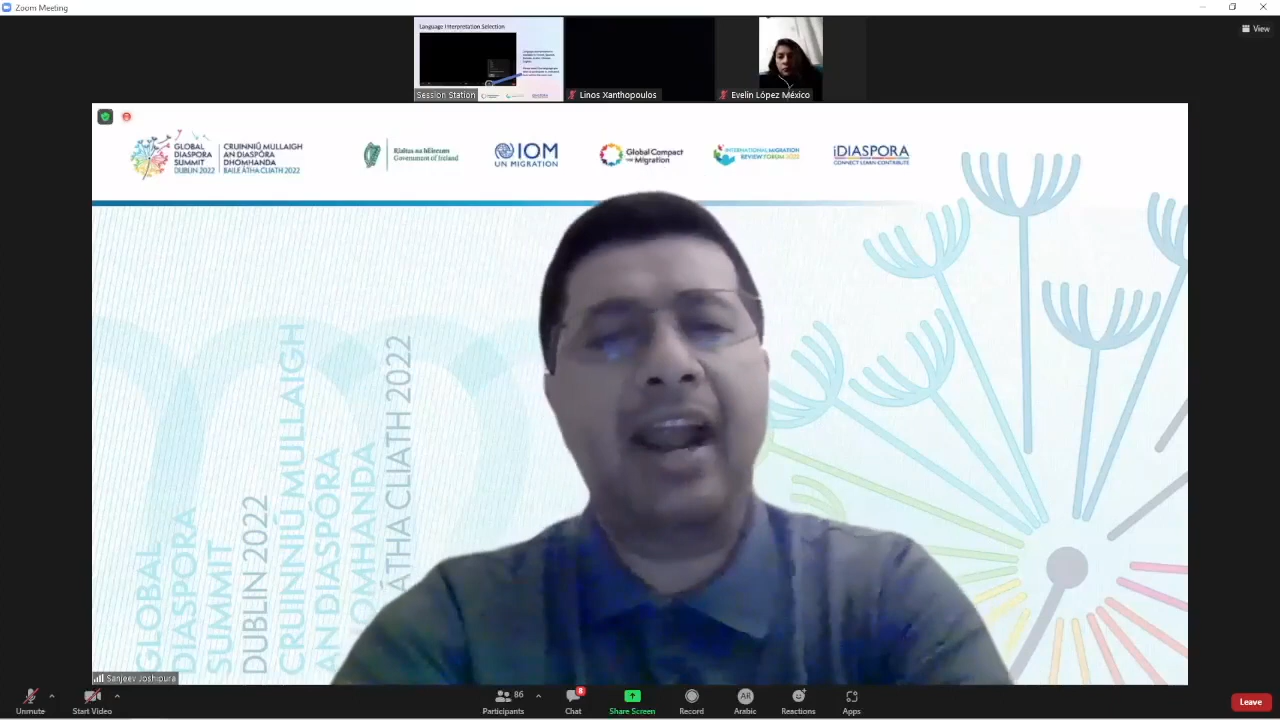 Zoom Meeting
View
Language Interpretation Selection
Session Station
Linos Xanthopoulos
Evelin López México
GLOBAL
DIASPORA
SUMMIT
DUBLIN 2022
CRUINNIÚ MULLAIGH
AN DIASPÓRA
DHOMHANDA
BAILE ÁTHA CLIATH 2022
Rialtas na hÉireann
Government of Ireland
IOM
UN MIGRATION
Global Compact
Migration
INTERNATIONAL MIGRATION
REVIEW FORUM 2022
iDIASPORA
CONNECT LEARN CONTRIBUTE
GLOBAL
DIASPORA
SUMMIT
DUBLIN 2022
CRUINNIÚ MULLAIGH
AN DIASPÓRA
OMHANDA
ÁTHA CLIATH 2022
Sanjeev Joshipura
Unmute
Start Video
86
Participants
8
Chat
Share Screen
Record
AR
Arabic
Reactions
Apps
Leave